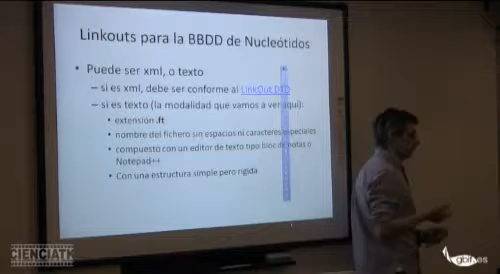 Linkouts para la BBDD de Nucleótidos
• Puede ser xml, o texto
– si es xml, debe ser conforme al LinkOut DTD
– si es texto (la modalidad que vamos a ver aquí):
• extensión .ft
• nombre del fichero sin espacios ni caracteres especiales
• compuesto con un editor de texto tipo bloc de notas o
Notepad++
• Con una estructura simple pero rígida
CIENCIATK
gbif.es